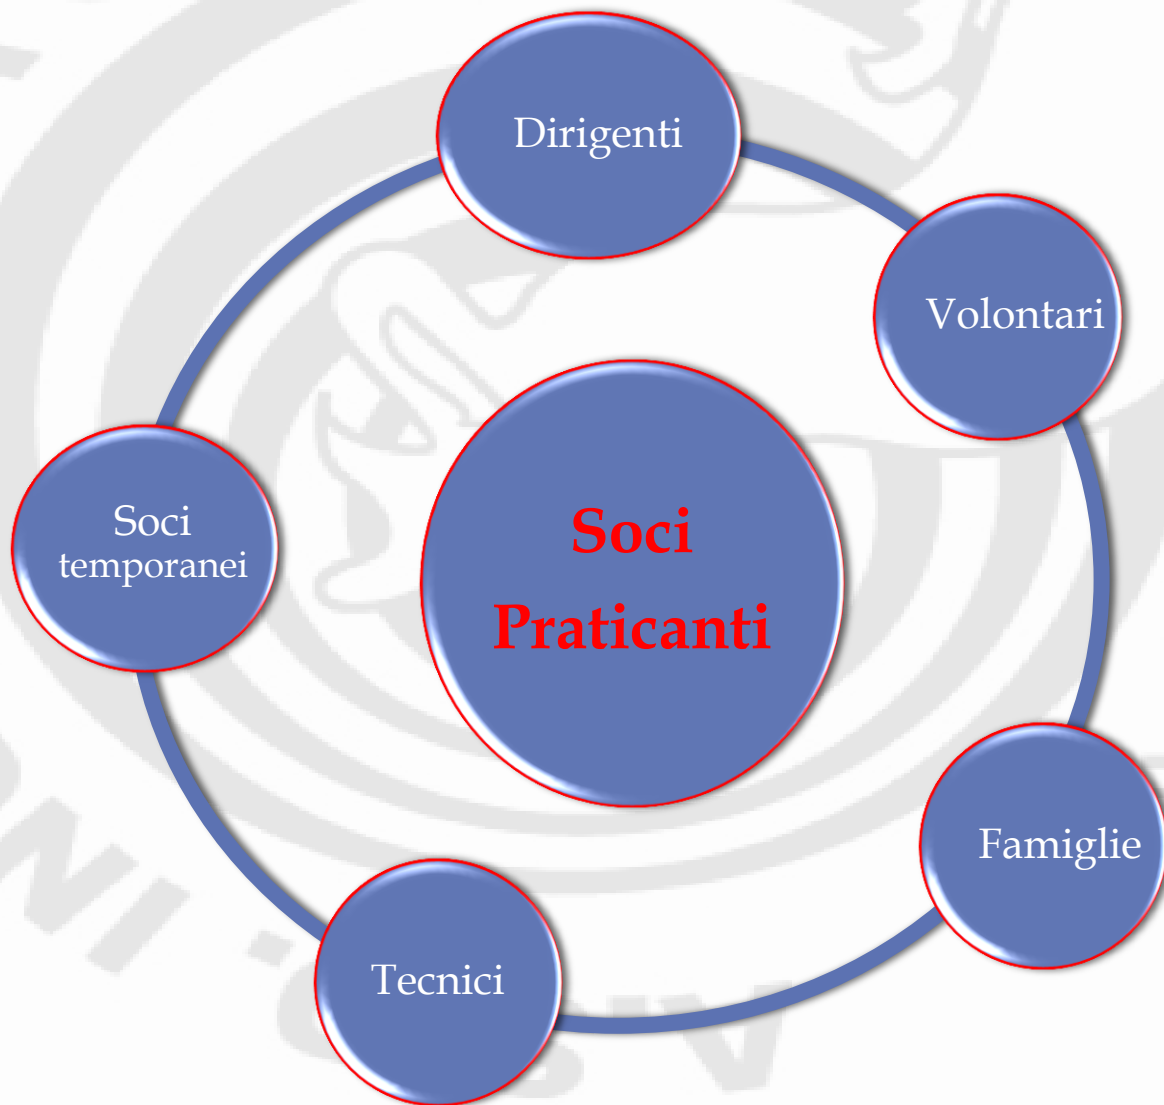 Dirigenti
Volontari
Soci
temporanei
Soci
Praticanti
Famiglie
Tecnici